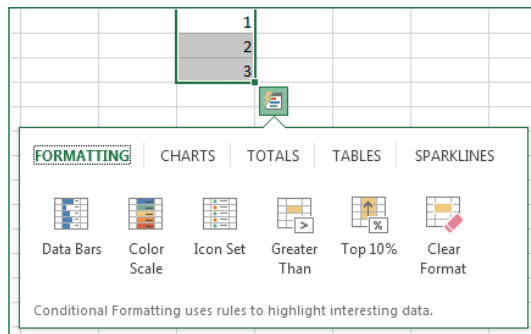 1
2
3
FORMATTING CHARTS TOTALS TABLES SPARKLINES
Data Bars Color Scale Icon Set Greater Than Top 10% Clear Format
Conditional Formatting uses rules to highlight interesting data.